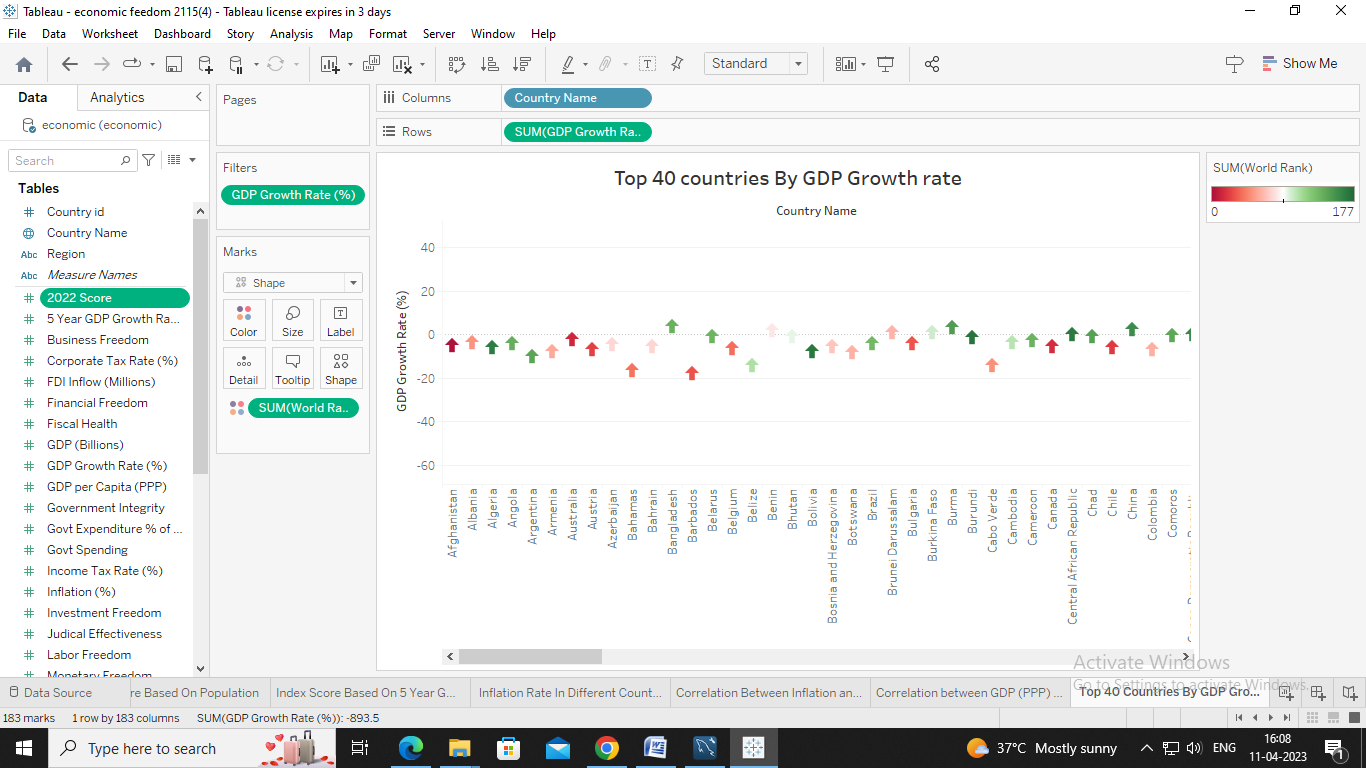 Tableau - economic feedom 2115(4) - Tableau license expires in 3 days
File Data Worksheet Dashboard Story Analysis Map Format Server Window Help
Standard
Show Me
Data Analytics
economic (economic)
Search
Tables
Country id
Country Name
Abc Region
Abc Measure Names
2022 Score
5 Year GDP Growth Ra...
Business Freedom
Corporate Tax Rate (%)
FDI Inflow (Millions)
Financial Freedom
Fiscal Health
GDP (Billions)
GDP Growth Rate (%)
GDP per Capita (PPP)
Government Integrity
Govt Expenditure % of ...
Govt Spending
Income Tax Rate (%)
Inflation (%)
Investment Freedom
Judical Effectiveness
Labor Freedom
Monetary Freedom
Pages
Filters
GDP Growth Rate (%)
Marks
Shape
Color Size Label
Detail Tooltip Shape
SUM(World Ra..
Columns Country Name
Rows SUM(GDP Growth Ra..
Top 40 countries By GDP Growth rate
Country Name
GDP Growth Rate (%)
40
20
0
-20
-40
-60
Afghanistan
Albania
Algeria
Angola
Argentina
Armenia
Australia
Austria
Azerbaijan
Bahamas
Bahrain
Bangladesh
Barbados
Belarus
Belgium
Belize
Benin
Bhutan
Bolivia
Bosnia and Herzegovina
Botswana
Brazil
Brunei Darussalam
Bulgaria
Burkina Faso
Burma
Burundi
Cabo Verde
Cambodia
Cameroon
Canada
Central African Republic
Chad
Chile
China
Colombia
Comoros
SUM(World Rank)
0 177
Activate Windows
Go to Settings to activate Windows.
Data Source re Based On Population Index Score Based On 5 Year G... Inflation Rate In Different Count... Correlation Between Inflation an... Correlation between GDP (PPP) ... Top 40 Countries By GDP Gro...
183 marks 1 row by 183 columns SUM(GDP Growth Rate (%)): -893.5
Type here to search
37°C Mostly sunny
ENG
16:08
11-04-2023
1